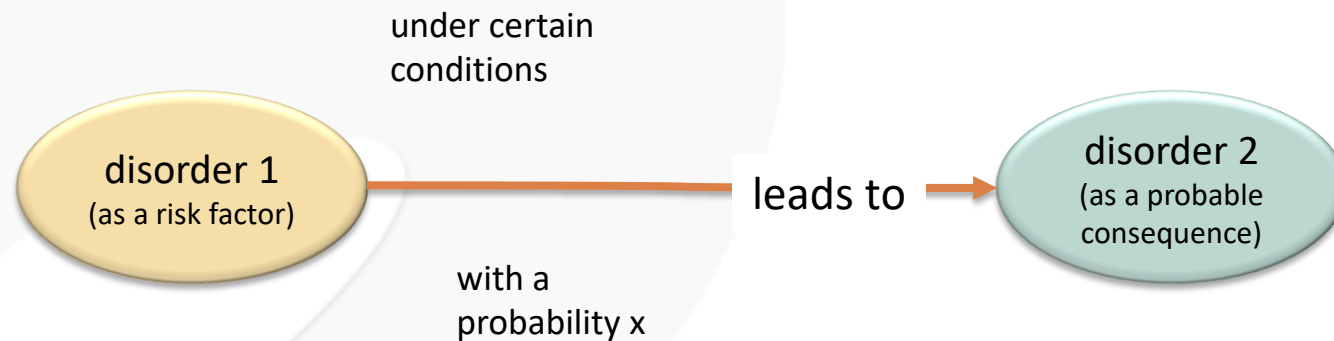 under certain
conditions
disorder 1
(as a risk factor)
leads to
disorder 2
(as a probable
consequence)
with a
probability x